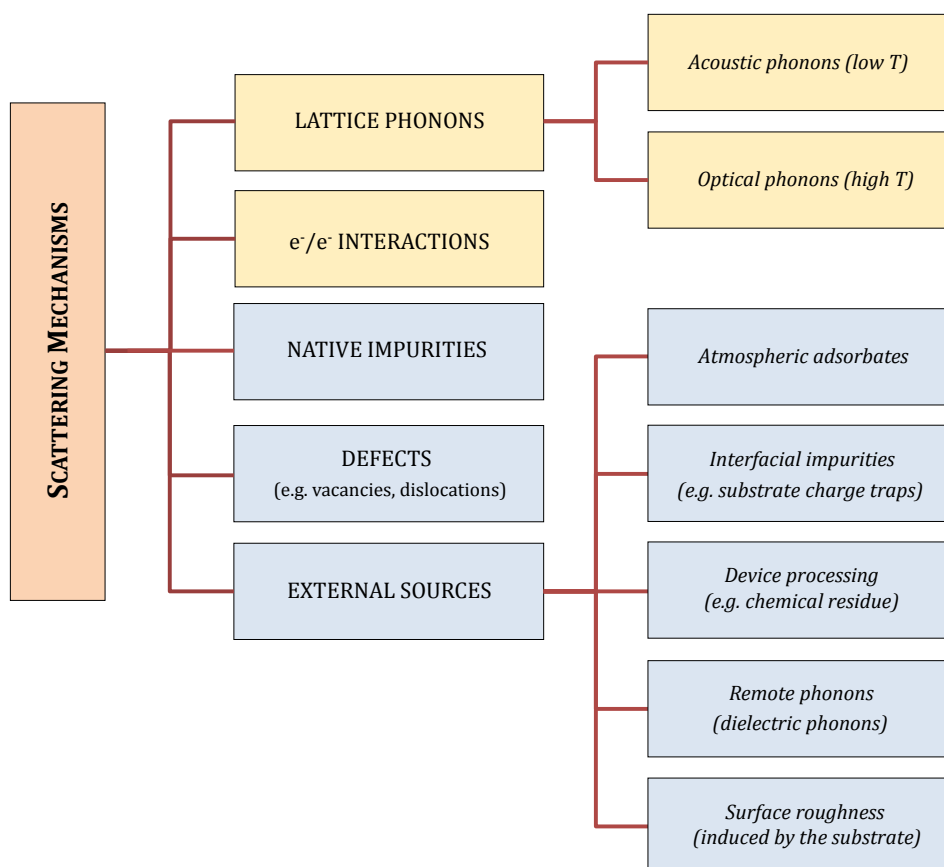 SCATTERING MECHANISMS
LATTICE PHONONS
Acoustic phonons (low T)
Optical phonons (high T)
e⁻/e⁻ INTERACTIONS
NATIVE IMPURITIES
DEFECTS
(e.g. vacancies, dislocations)
EXTERNAL SOURCES
Atmospheric adsorbates
Interfacial impurities
(e.g. substrate charge traps)
Device processing
(e.g. chemical residue)
Remote phonons
(dielectric phonons)
Surface roughness
(induced by the substrate)